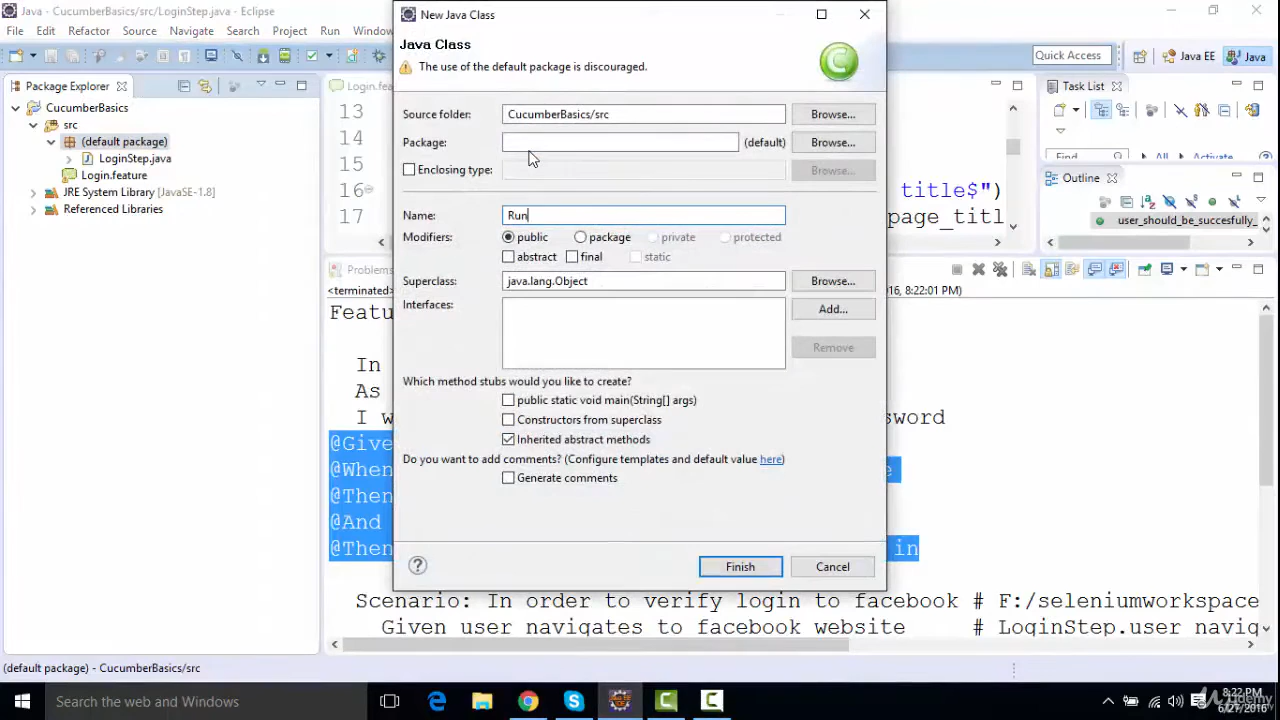 Java - CucumberBasics/src/LoginStep.java - Eclipse
File Edit Refactor Source Navigate Search Project Run Window
Quick Access Java EE Java
Package Explorer
CucumberBasics
src
(default package)
LoginStep.java
Login.feature
JRE System Library [JavaSE-1.8]
Referenced Libraries
Login.fea
13
14
15
16
17
title$")
page_titl
Task List
Find All Activate...
Outline
user_should_be_succesfully_
Problems
<terminated>
6, 8:22:01 PM)
Featu
In
As
I w
sword
@Give
@When
e
@Then
@And
@Then
in
Scenario: In order to verify login to facebook # F:/seleniumworkspace
Given user navigates to facebook website # LoginStep.user_navig
New Java Class
Java Class
The use of the default package is discouraged.
Source folder: CucumberBasics/src Browse...
Package: (default) Browse...
Enclosing type: Browse...
Name: Run
Modifiers: public package private protected
abstract final static
Superclass: java.lang.Object Browse...
Interfaces: Add...
Remove
Which method stubs would you like to create?
public static void main(String[] args)
Constructors from superclass
Inherited abstract methods
Do you want to add comments? (Configure templates and default value here)
Generate comments
Finish Cancel
(default package) - CucumberBasics/src
Search the web and Windows
8:22 PM
6/27/2016
Udemy